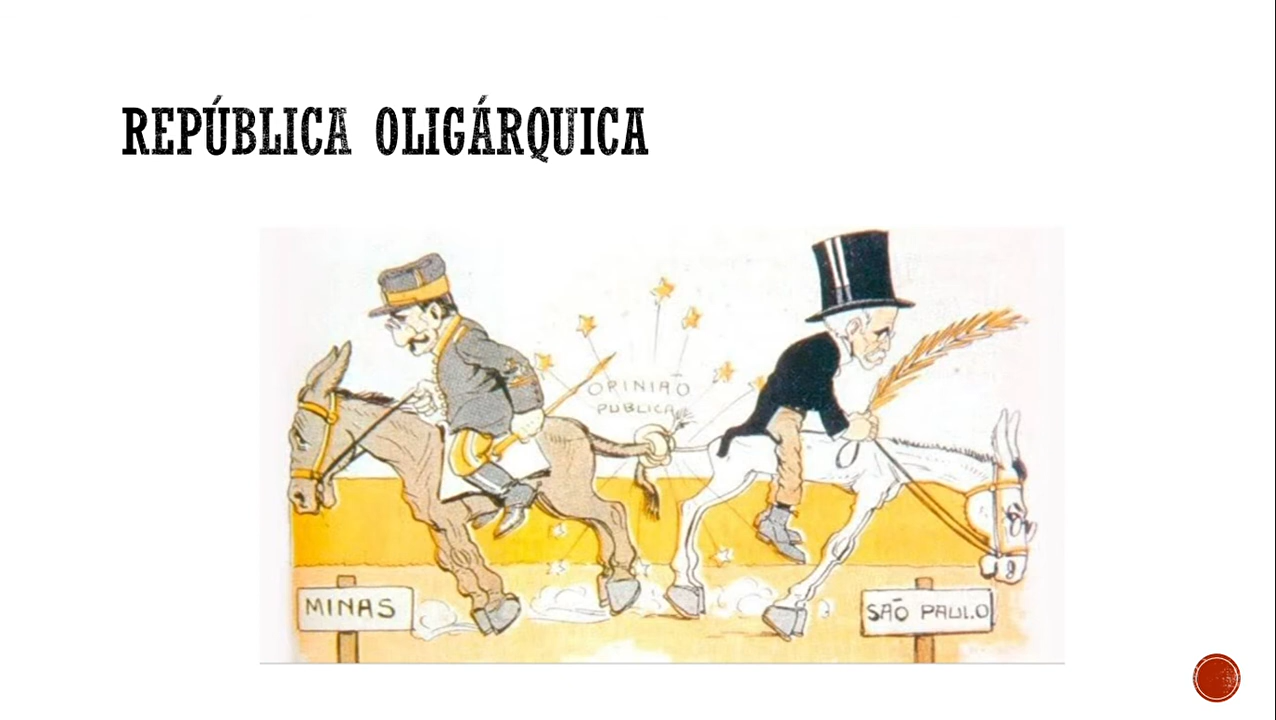 REPÚBLICA OLIGÁRQUICA
OPINIÃO
PUBLICA
MINAS
SÃO PAULO